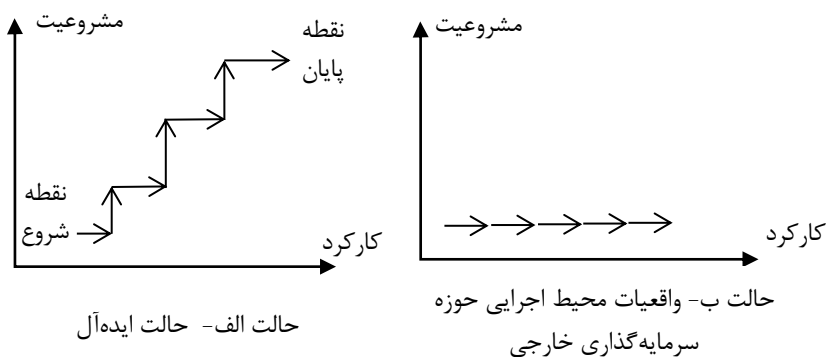 مشروعیت
نقطه
پایان
نقطه
شروع
کارکرد
حالت الف- حالت ایده‌آل
مشروعیت
کارکرد
حالت ب- واقعیات محیط اجرایی حوزه
سرمایه‌گذاری خارجی